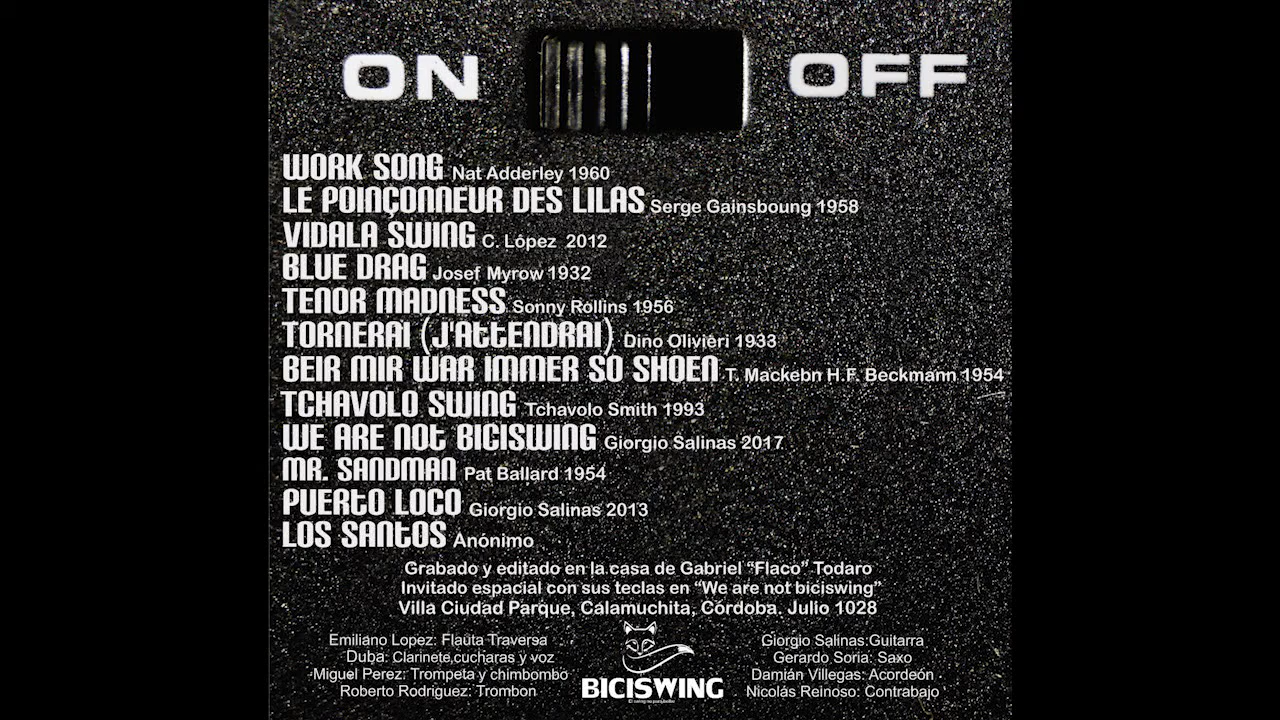 ON OFF
WORK SONG Nat Adderley 1960
LE POINÇONNEUR DES LILAS Serge Gainsboung 1958
VIDALA SWING C. López 2012
BLUE DRAG Josef Myrow 1932
TENOR MADNESS Sonny Rollins 1956
TORNERAI (J'AttENDRAI) Dino Olivieri 1933
BEIR MIR WAR IMMER SO SHOEN T. Mackebn H.F. Beckmann 1954
TCHAVOLO SWING Tchavolo Smith 1993
WE ARE Not BICISWING Giorgio Salinas 2017
MR. SANDMAN Pat Ballard 1954
PUERtO LOCO Giorgio Salinas 2013
LOS SANtOS Anónimo
Grabado y editado en la casa de Gabriel “Flaco” Todaro
Invitado espacial con sus teclas en “We are not biciswing”
Villa Ciudad Parque, Calamuchita, Córdoba. Julio 1028
Emiliano Lopez: Flauta Traversa
Duba: Clarinete,cucharas y voz
Miguel Perez: Trompeta y chimbombo
Roberto Rodriguez: Trombon
BICISWING
El swing no para bebe
Giorgio Salinas:Guitarra
Gerardo Soria: Saxo
Damián Villegas: Acordeón
Nicolás Reinoso: Contrabajo